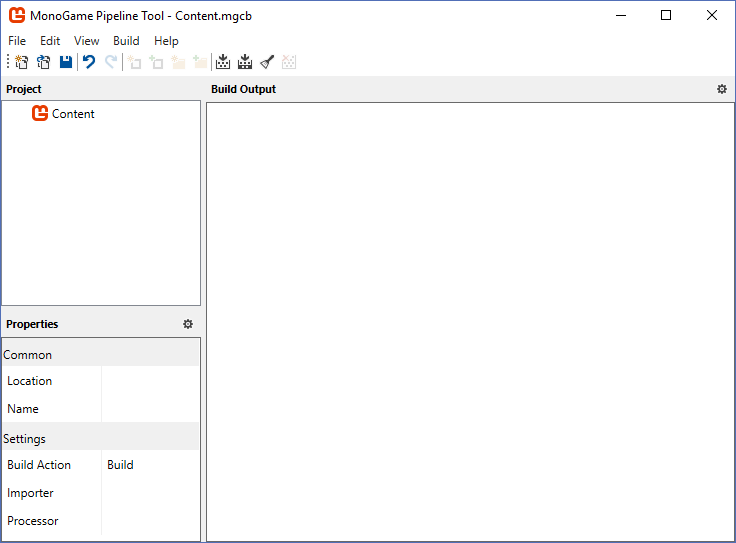 MonoGame Pipeline Tool - Content.mgcb
File Edit View Build Help
Project
Content
Build Output
Properties
Common
Location
Name
Settings
Build Action Build
Importer
Processor